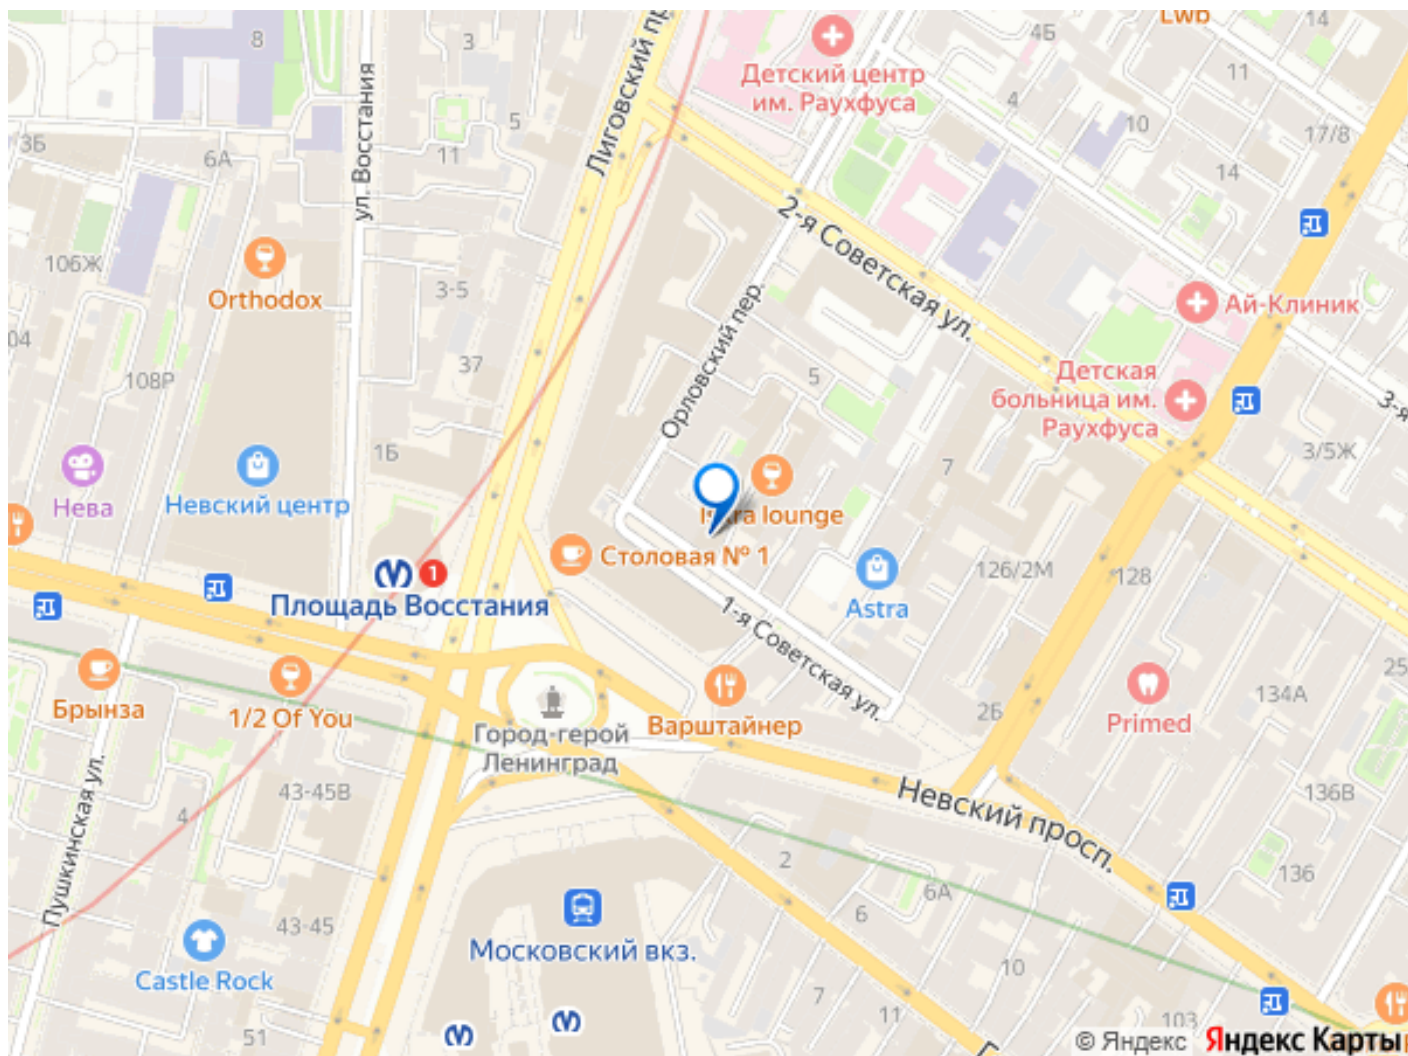 Lwb
14
8
3
4Б
Детский центр
им. Раухфуса
11
4
10
17/8
5
11
3Б
6А
ул. Восстания
Лиговский пр
14
2-я Советская ул.
106Ж
Orthodox
3-5
Орловский пер.
Ай-Клиник
04
108Р
37
5
Детская
больница им.
Раухфуса
3-я
1Б
7
3/5Ж
Нева
Невский центр
lounge
Столовая № 1
1
Площадь Восстания
126/2М
128
Astra
1-я Советская ул.
25
Брынза
1/2 Of You
Варштайнер
2Б
134А
Primed
Город-герой
Ленинград
Пушкинская ул.
4
43-45В
Невский просп.
136В
2
136
6А
6
43-45
Московский вкз.
Castle Rock
10
7
11
103
51
© Яндекс Яндекс Карты